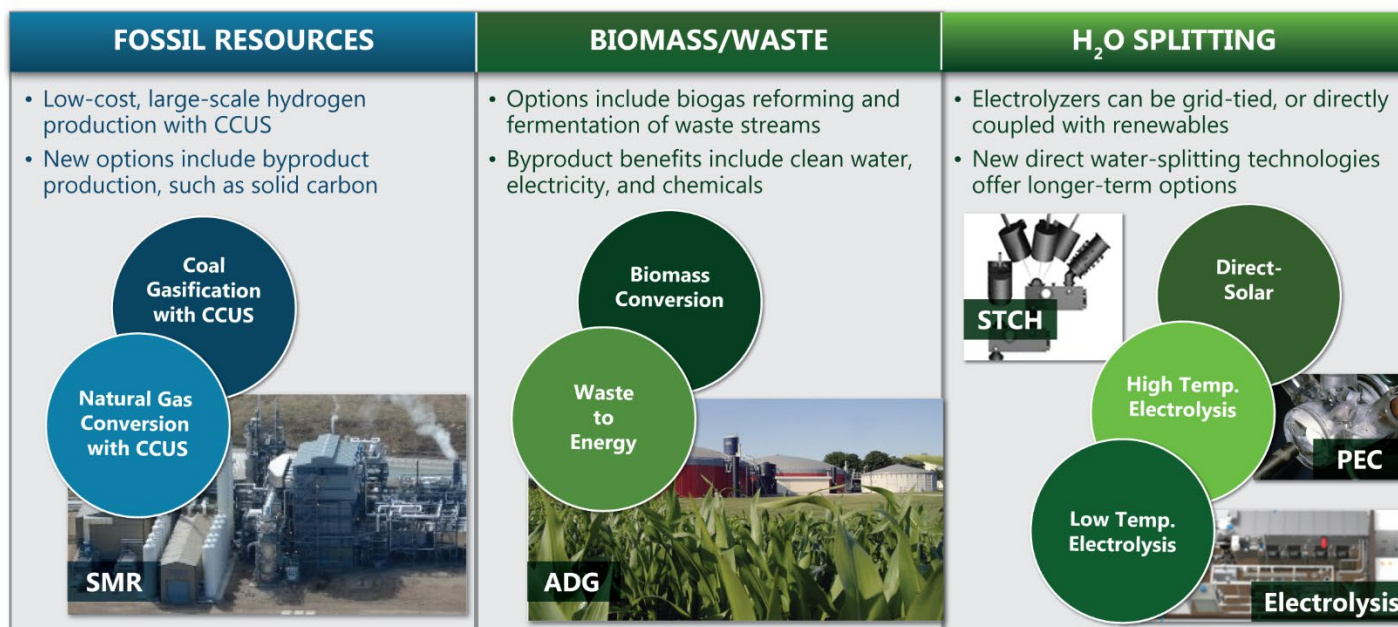 FOSSIL RESOURCES
• Low-cost, large-scale hydrogen
production with CCUS
• New options include byproduct
production, such as solid carbon
Coal
Gasification
with CCUS
Natural Gas
Conversion
with CCUS
SMR
BIOMASS/WASTE
• Options include biogas reforming and
fermentation of waste streams
• Byproduct benefits include clean water,
electricity, and chemicals
Biomass
Conversion
Waste
to
Energy
ADG
H₂O SPLITTING
• Electrolyzers can be grid-tied, or directly
coupled with renewables
• New direct water-splitting technologies
offer longer-term options
STCH
Direct-
Solar
High Temp.
Electrolysis
PEC
Low Temp.
Electrolysis
Electrolysis